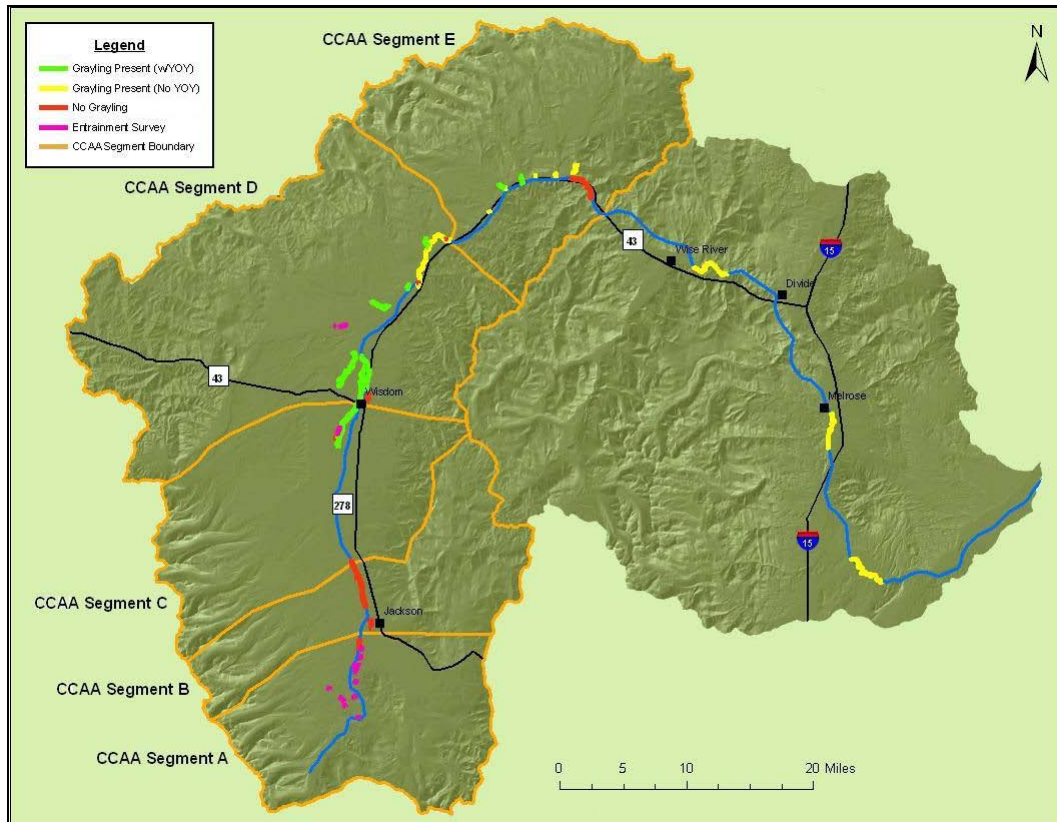 CCAA Segment E
N
Legend
Grayling Present (w/YOY)
Grayling Present (No YOY)
No Grayling
Entrainment Survey
CCAA Segment Boundary
CCAA Segment D
43
Wise River
15
Divide
43
Wisdom
Melrose
278
15
CCAA Segment C
Jackson
CCAA Segment B
CCAA Segment A
0 5 10 20 Miles